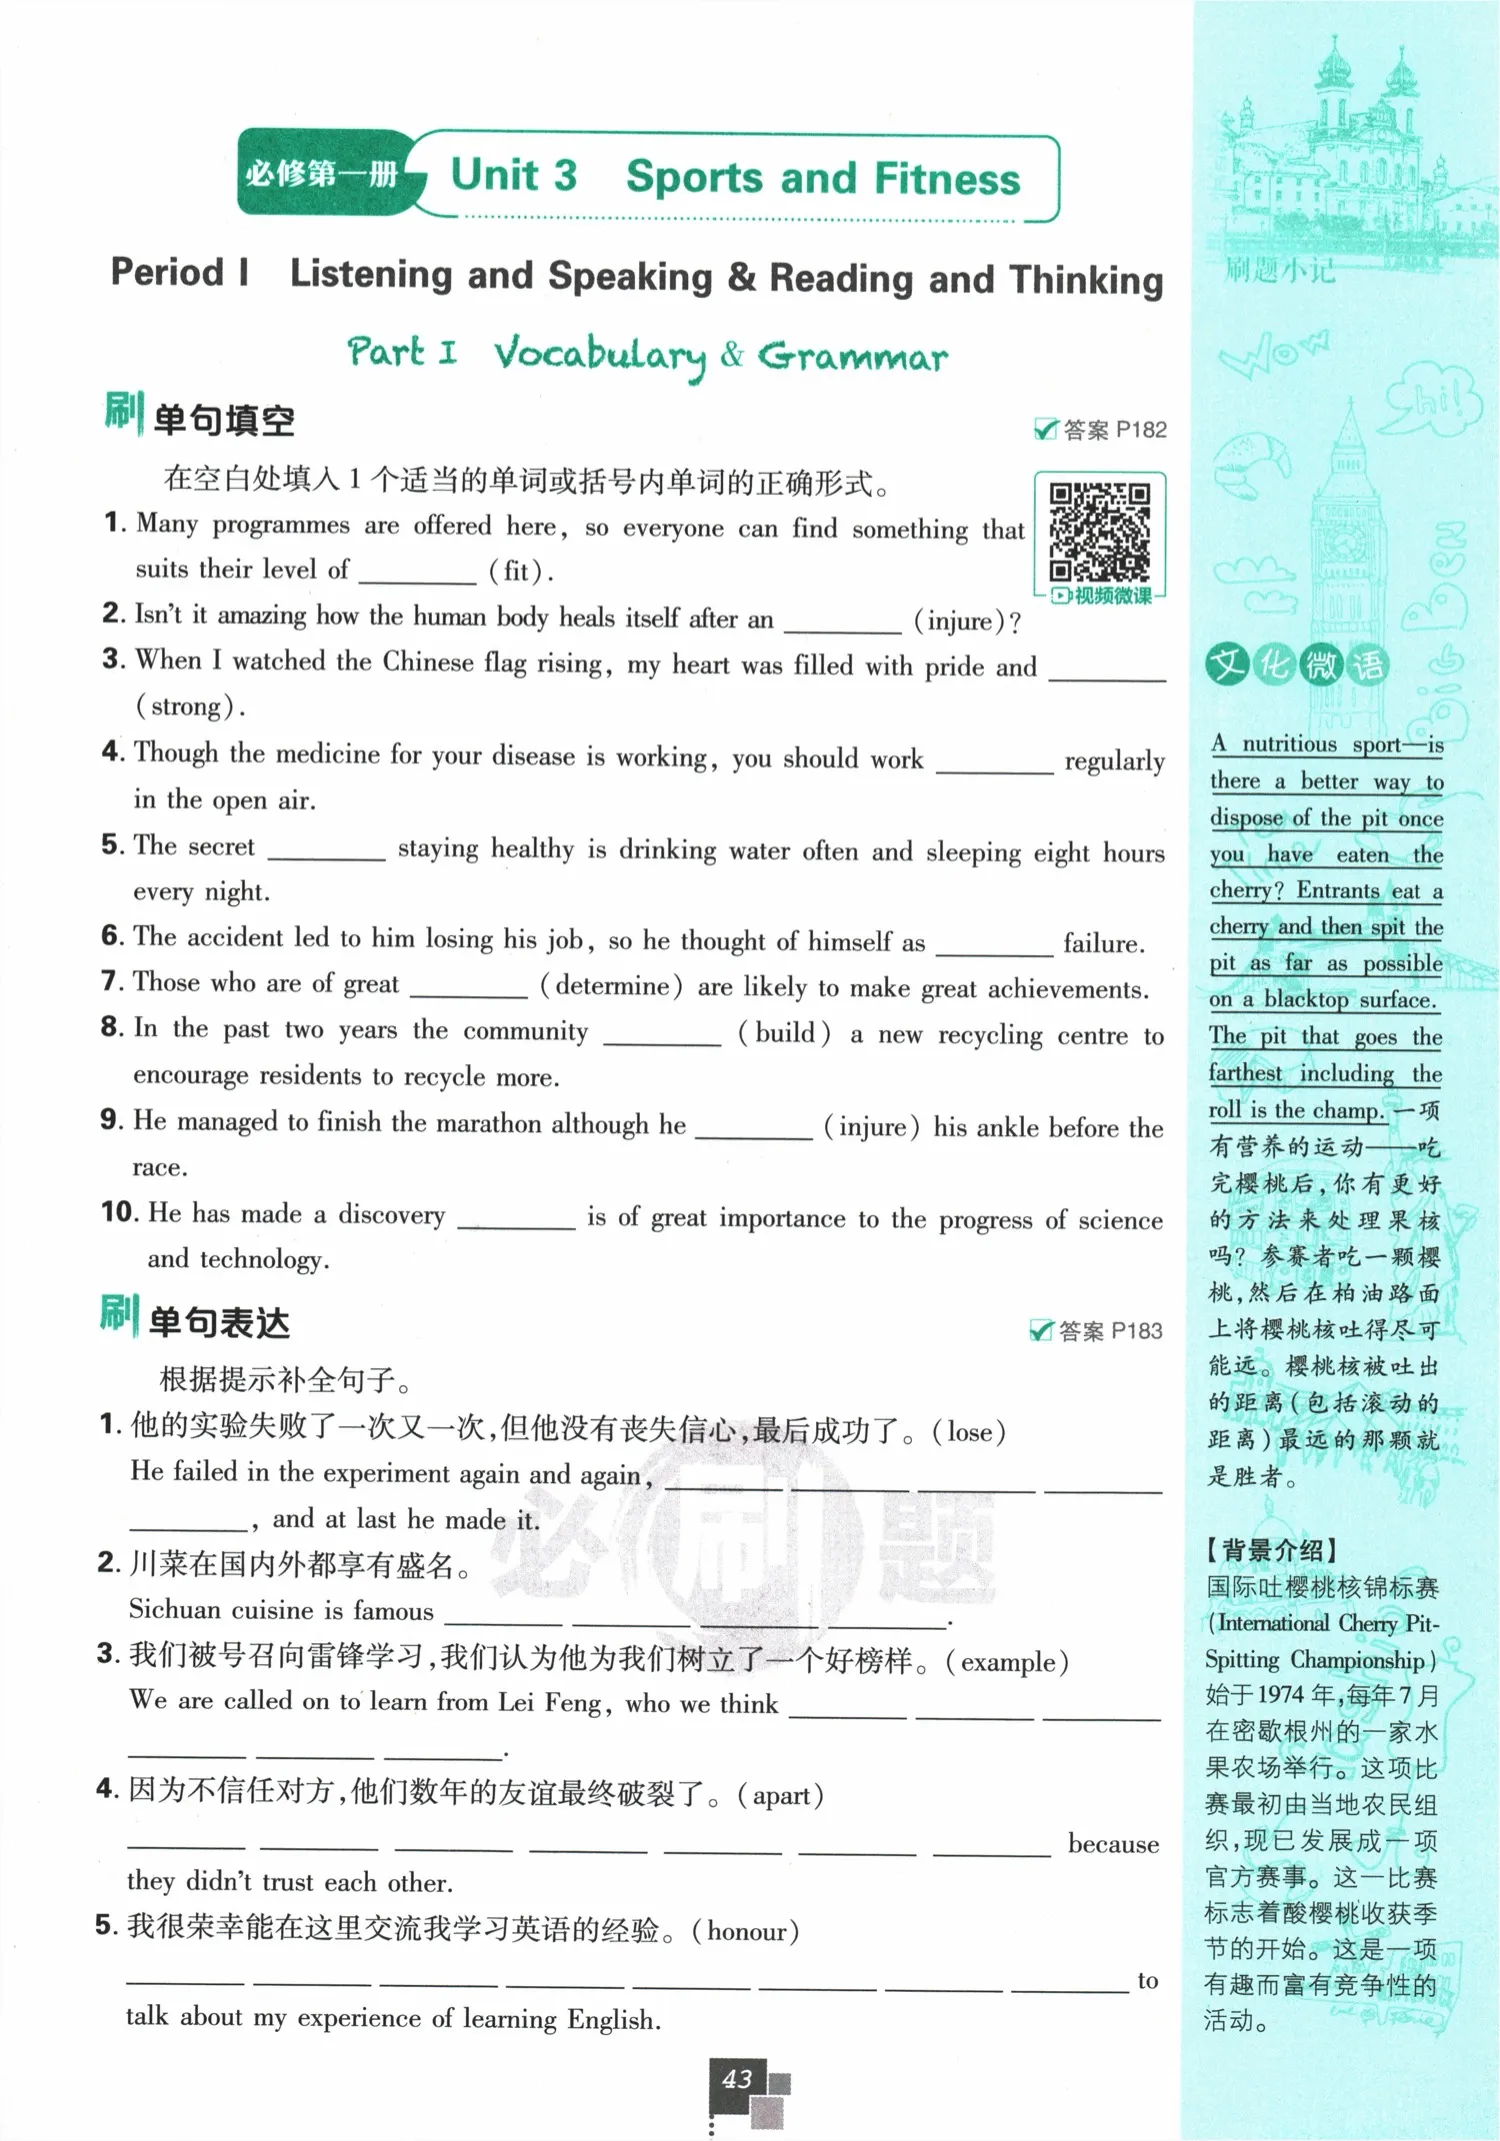 必修第一册 Unit 3 Sports and Fitness
Period Ⅰ Listening and Speaking & Reading and Thinking
Part I Vocabulary & Grammar
刷 单句填空
答案 P182
在空白处填入 1 个适当的单词或括号内单词的正确形式。
1. Many programmes are offered here, so everyone can find something that
suits their level of ________ (fit).
视频微课
2. Isn't it amazing how the human body heals itself after an ________ (injure)?
3. When I watched the Chinese flag rising, my heart was filled with pride and ________
(strong).
4. Though the medicine for your disease is working, you should work ________ regularly
in the open air.
5. The secret ________ staying healthy is drinking water often and sleeping eight hours
every night.
6. The accident led to him losing his job, so he thought of himself as ________ failure.
7. Those who are of great ________ (determine) are likely to make great achievements.
8. In the past two years the community ________ (build) a new recycling centre to
encourage residents to recycle more.
9. He managed to finish the marathon although he ________ (injure) his ankle before the
race.
10. He has made a discovery ________ is of great importance to the progress of science
and technology.
刷 单句表达
答案 P183
根据提示补全句子。
1. 他的实验失败了一次又一次,但他没有丧失信心,最后成功了。(lose)
He failed in the experiment again and again, ________ ________ ________ ________
________, and at last he made it.
2. 川菜在国内外都享有盛名。
Sichuan cuisine is famous ________ ________ ________ ________.
3. 我们被号召向雷锋学习,我们认为他为我们树立了一个好榜样。(example)
We are called on to learn from Lei Feng, who we think ________ ________ ________
________ ________ ________.
4. 因为不信任对方,他们数年的友谊最终破裂了。(apart)
________ ________ ________ ________ ________ ________ ________ because
they didn't trust each other.
5. 我很荣幸能在这里交流我学习英语的经验。(honour)
________ ________ ________ ________ ________ ________ ________ ________ to
talk about my experience of learning English.
必刷题
43
刷题小记
Wow
hi!
Big Ben
文化微语
A nutritious sport—is
there a better way to
dispose of the pit once
you have eaten the
cherry? Entrants eat a
cherry and then spit the
pit as far as possible
on a blacktop surface.
The pit that goes the
farthest including the
roll is the champ. 一项
有营养的运动——吃
完樱桃后,你有更好
的方法来处理果核
吗? 参赛者吃一颗樱
桃,然后在柏油路面
上将樱桃核吐得尽可
能远。樱桃核被吐出
的距离(包括滚动的
距离)最远的那颗就
是胜者。
【背景介绍】
国际吐樱桃核锦标赛
(International Cherry Pit-
Spitting Championship)
始于1974年,每年7月
在密歇根州的一家水
果农场举行。这项比
赛最初由当地农民组
织,现已发展成一项
官方赛事。这一比赛
标志着酸樱桃收获季
节的开始。这是一项
有趣而富有竞争性的
活动。